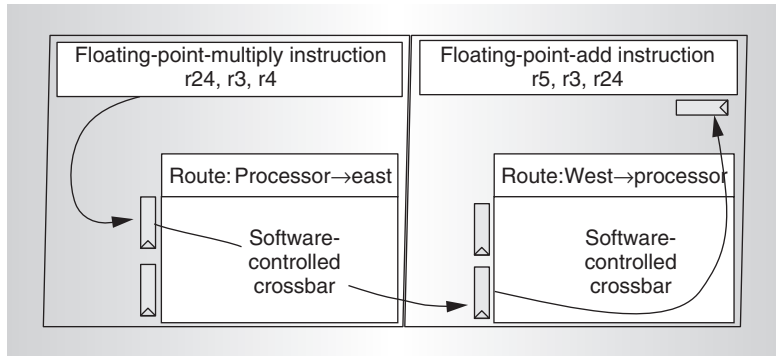 Floating-point-multiply instruction
r24, r3, r4
Floating-point-add instruction
r5, r3, r24
Route: Processor→east
Route:West→processor
Software-
controlled
crossbar
Software-
controlled
crossbar